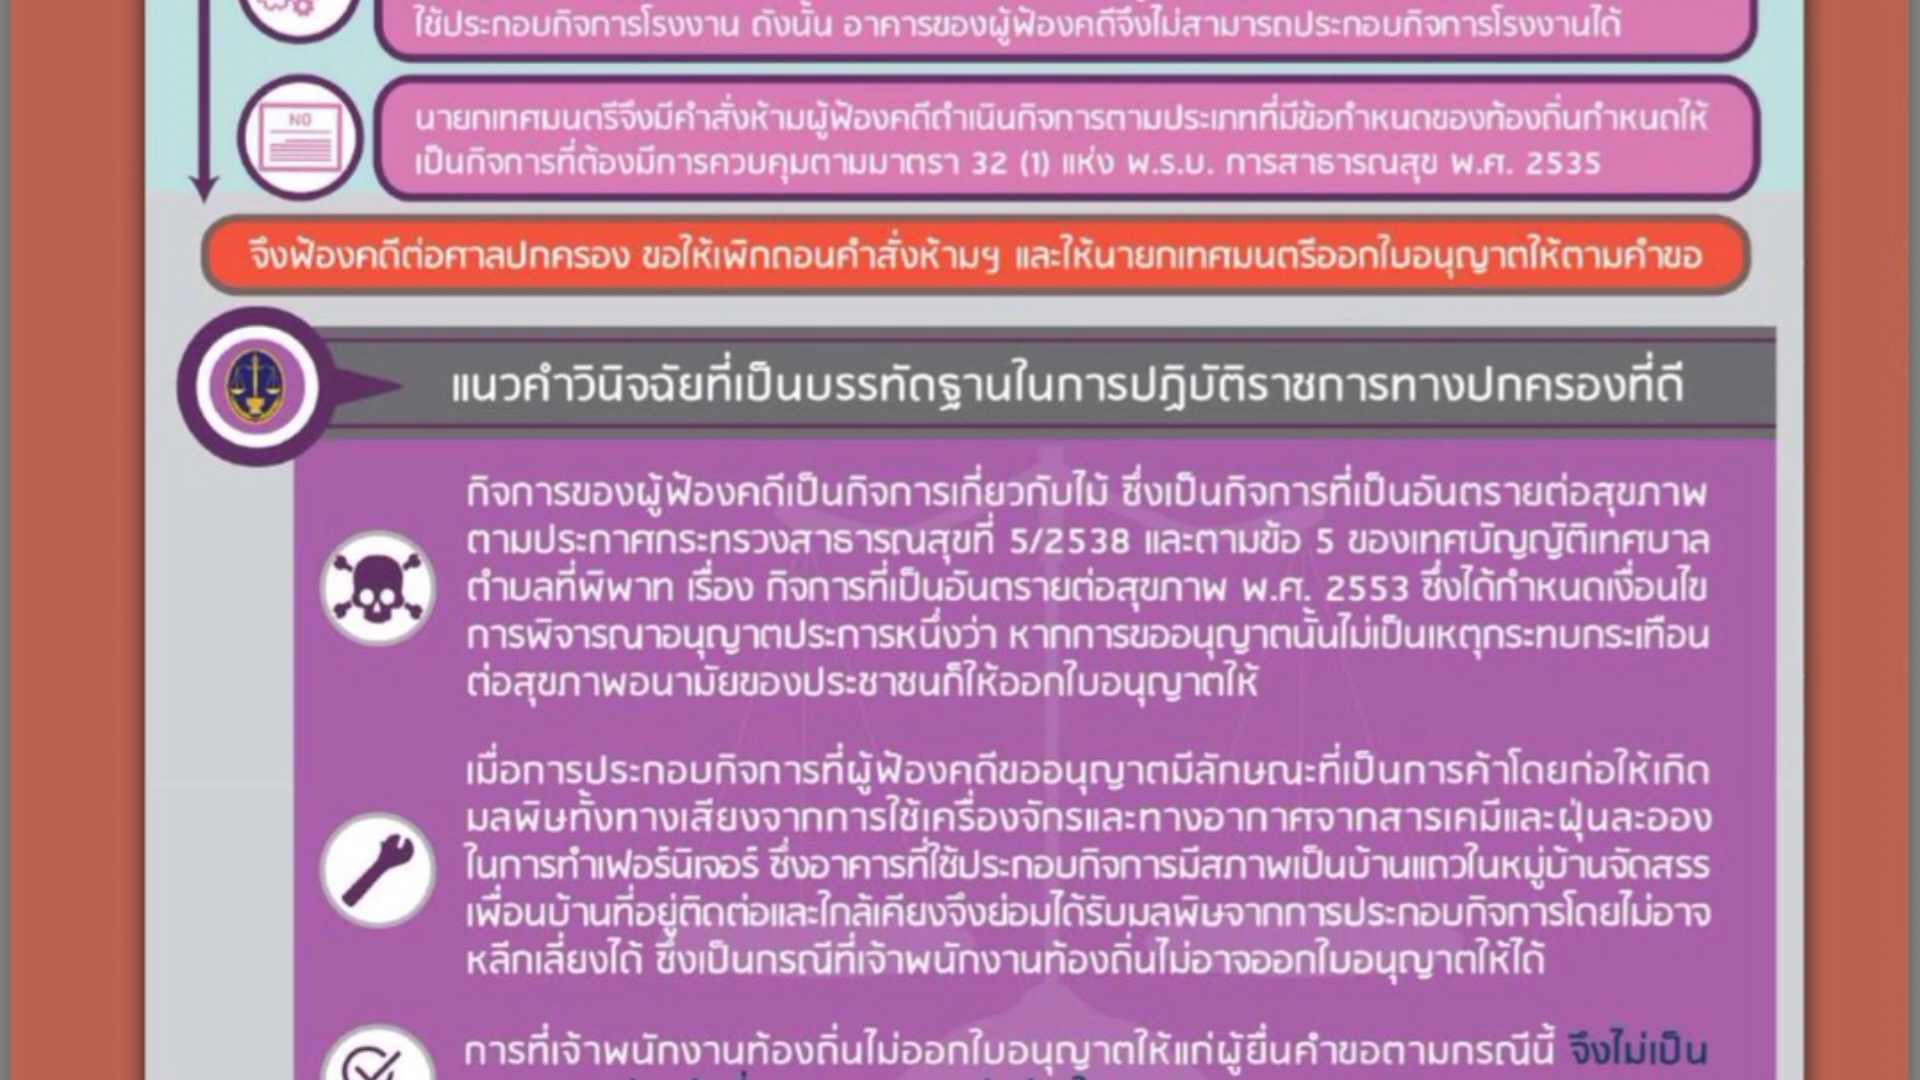 ใช้ประกอบกิจการโรงงาน ดังนั้น อาคารของผู้ฟ้องคดีจึงไม่สามารถประกอบกิจการโรงงานได้
NO
นายกเทศมนตรีจึงมีคำสั่งห้ามผู้ฟ้องคดีดำเนินกิจการตามประเภทที่มีข้อกำหนดของท้องถิ่นกำหนดให้
เป็นกิจการที่ต้องมีการควบคุมตามมาตรา 32 (1) แห่ง พ.ร.บ. การสาธารณสุข พ.ศ. 2535
จึงฟ้องคดีต่อศาลปกครอง ขอให้เพิกถอนคำสั่งห้ามฯ และให้นายกเทศมนตรีออกใบอนุญาตให้ตามคำขอ
แนวคำวินิจฉัยที่เป็นบรรทัดฐานในการปฏิบัติราชการทางปกครองที่ดี
กิจการของผู้ฟ้องคดีเป็นกิจการเกี่ยวกับไม้ ซึ่งเป็นกิจการที่เป็นอันตรายต่อสุขภาพ
ตามประกาศกระทรวงสาธารณสุขที่ 5/2538 และตามข้อ 5 ของเทศบัญญัติเทศบาล
ตำบลที่พิพาท เรื่อง กิจการที่เป็นอันตรายต่อสุขภาพ พ.ศ. 2553 ซึ่งได้กำหนดเงื่อนไข
การพิจารณาอนุญาตประการหนึ่งว่า หากการขออนุญาตนั้นไม่เป็นเหตุกระทบกระเทือน
ต่อสุขภาพอนามัยของประชาชนก็ให้ออกใบอนุญาตให้
เมื่อการประกอบกิจการที่ผู้ฟ้องคดีขออนุญาตมีลักษณะที่เป็นการค้าโดยก่อให้เกิด
มลพิษทั้งทางเสียงจากการใช้เครื่องจักรและทางอากาศจากสารเคมีและฝุ่นละออง
ในการทำเฟอร์นิเจอร์ ซึ่งอาคารที่ใช้ประกอบกิจการมีสภาพเป็นบ้านแถวในหมู่บ้านจัดสรร
เพื่อนบ้านที่อยู่ติดต่อและใกล้เคียงจึงย่อมได้รับมลพิษจากการประกอบกิจการโดยไม่อาจ
หลีกเลี่ยงได้ ซึ่งเป็นกรณีที่เจ้าพนักงานท้องถิ่นไม่อาจออกใบอนุญาตให้ได้
การที่เจ้าพนักงานท้องถิ่นไม่ออกใบอนุญาตให้แก่ผู้ยื่นคำขอตามกรณีนี้ จึงไม่เป็น